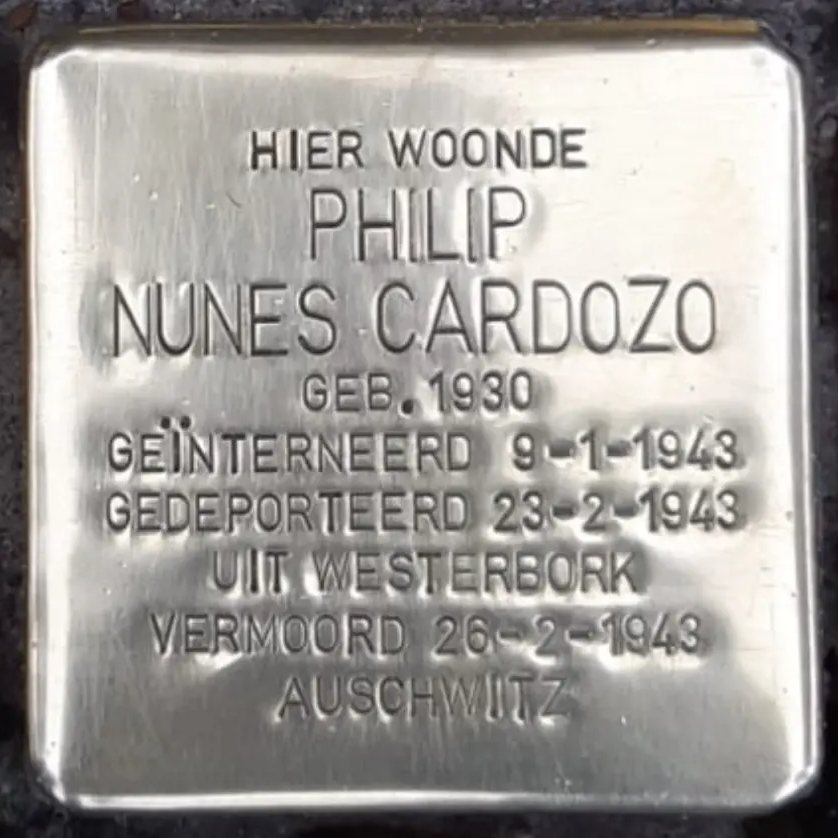 HIER WOONDE
PHILIP
NUNES CARDOZO
GEB. 1930
GEÏNTERNEERD 9-1-1943
GEDEPORTEERD 23-2-1943
UIT WESTERBORK
VERMOORD 26-2-1943
AUSCHWITZ